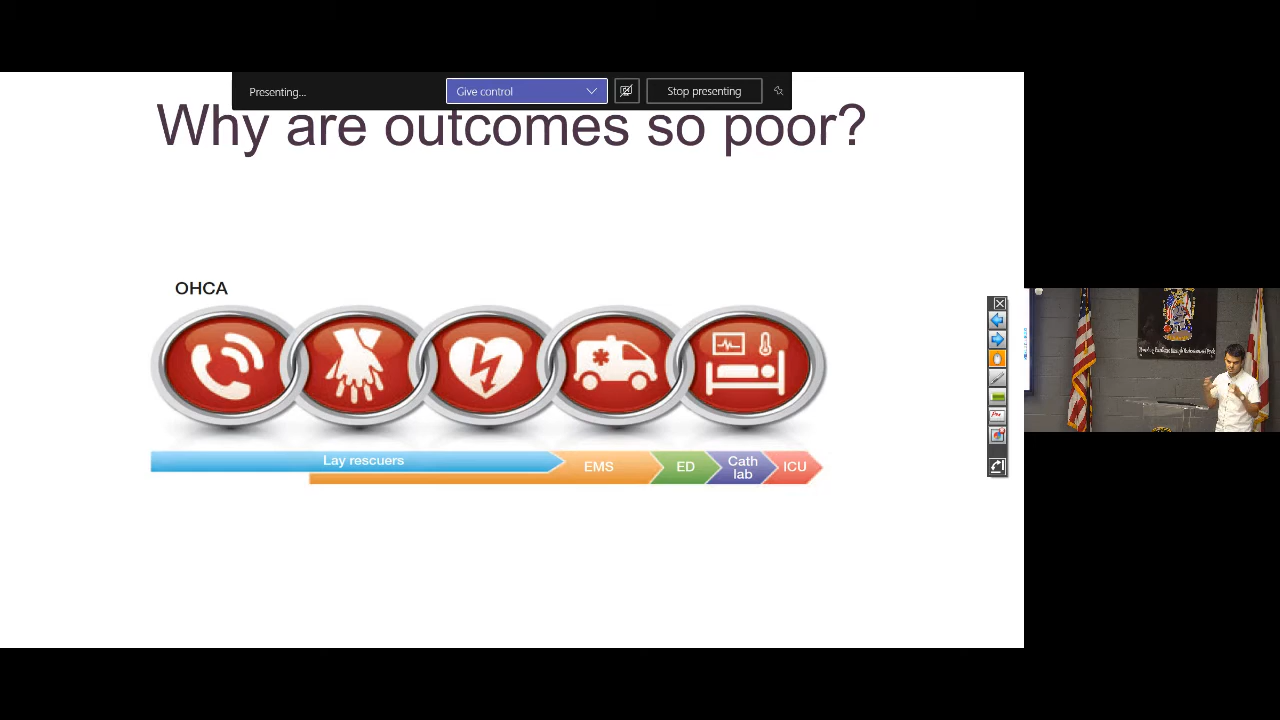 Presenting...
Give control
Stop presenting
Why are outcomes so poor?
OHCA
Lay rescuers
EMS
ED
Cath
lab
ICU